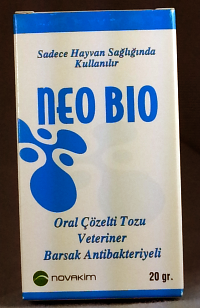 Sadece Hayvan Sağlığında
Kullanılır
NEO BIO
Oral Çözelti Tozu
Veteriner
Barsak Antibakteriyeli
NOVAKIM
20 gr.